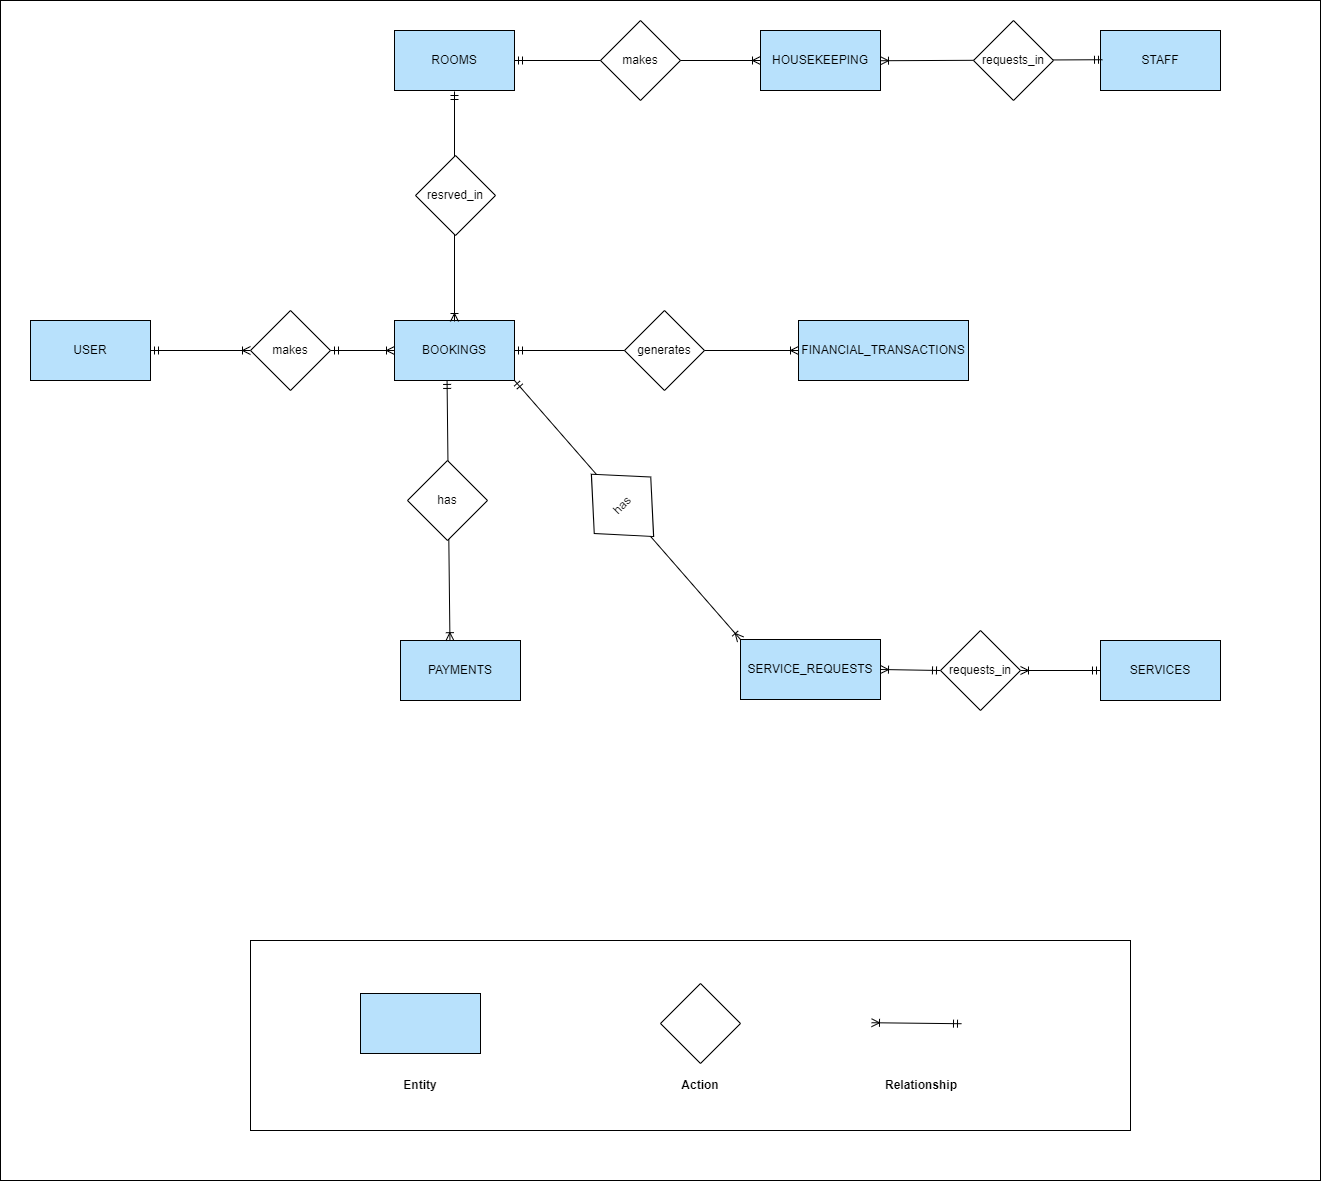 ROOMS
makes
HOUSEKEEPING
requests_in
STAFF
resrved_in
USER
makes
BOOKINGS
generates
FINANCIAL_TRANSACTIONS
has
has
PAYMENTS
SERVICE_REQUESTS
requests_in
SERVICES
Entity
Action
Relationship